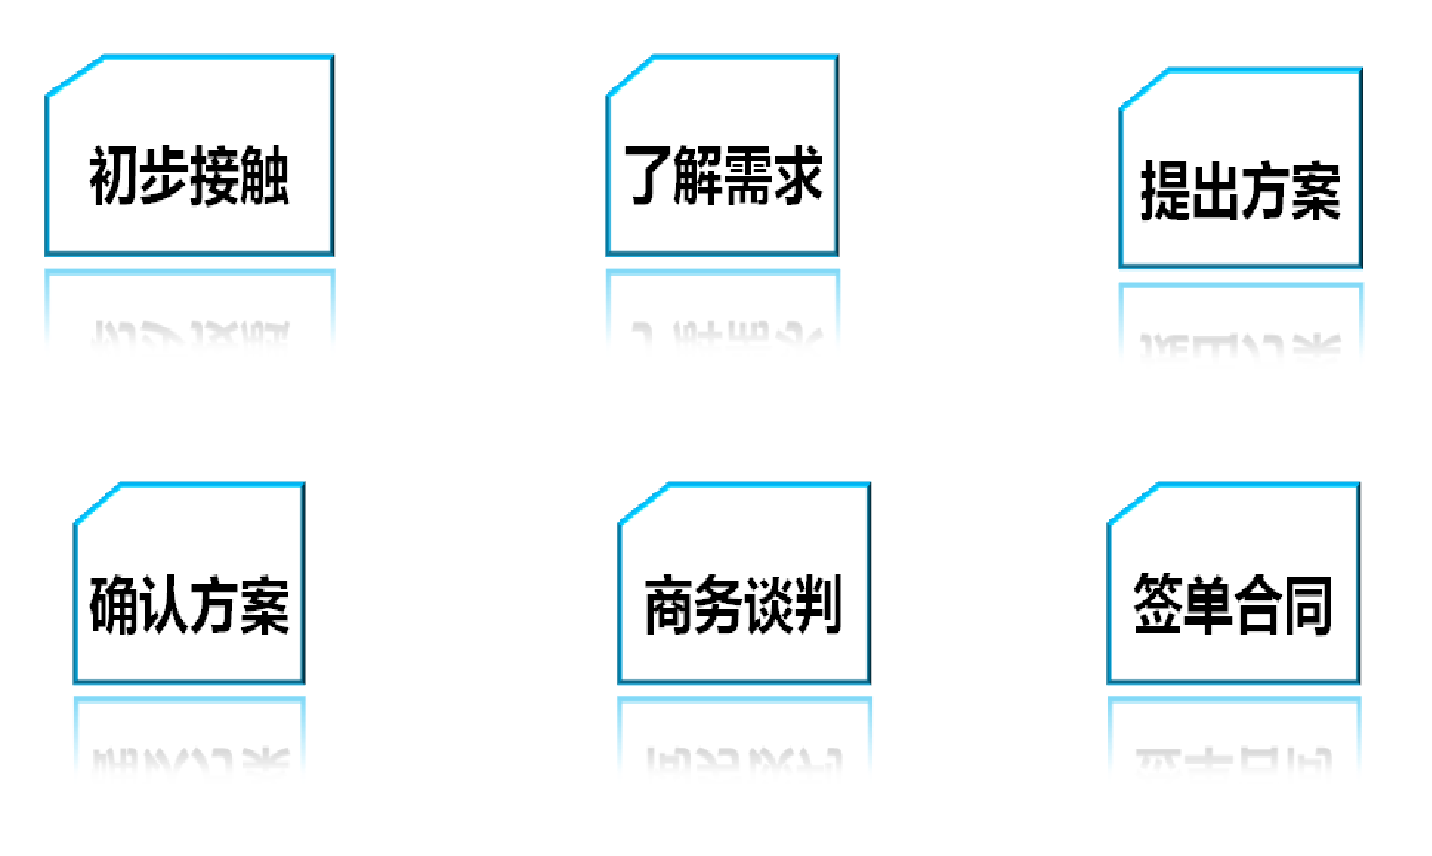 初步接触
了解需求
提出方案
确认方案
商务谈判
签单合同